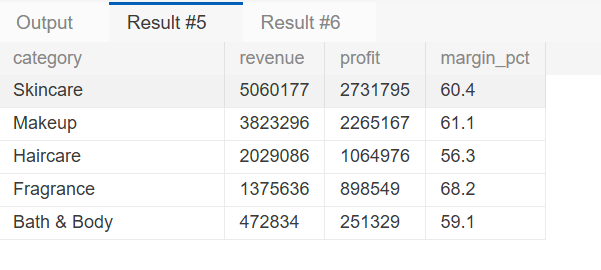 Output Result #5 Result #6
category revenue profit margin_pct
Skincare 5060177 2731795 60.4
Makeup 3823296 2265167 61.1
Haircare 2029086 1064976 56.3
Fragrance 1375636 898549 68.2
Bath & Body 472834 251329 59.1